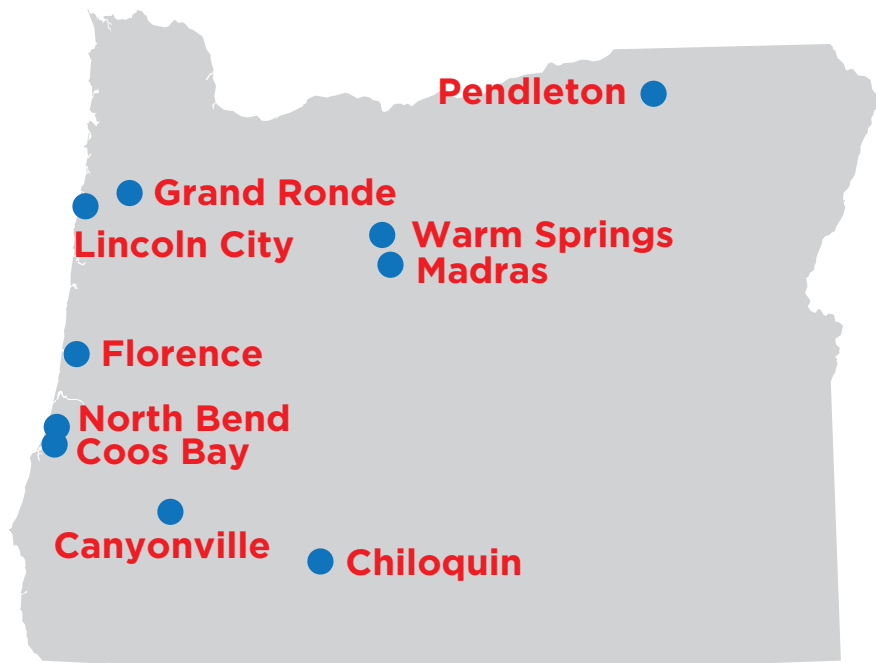 Pendleton
Grand Ronde
Lincoln City
Warm Springs
Madras
Florence
North Bend
Coos Bay
Canyonville
Chiloquin